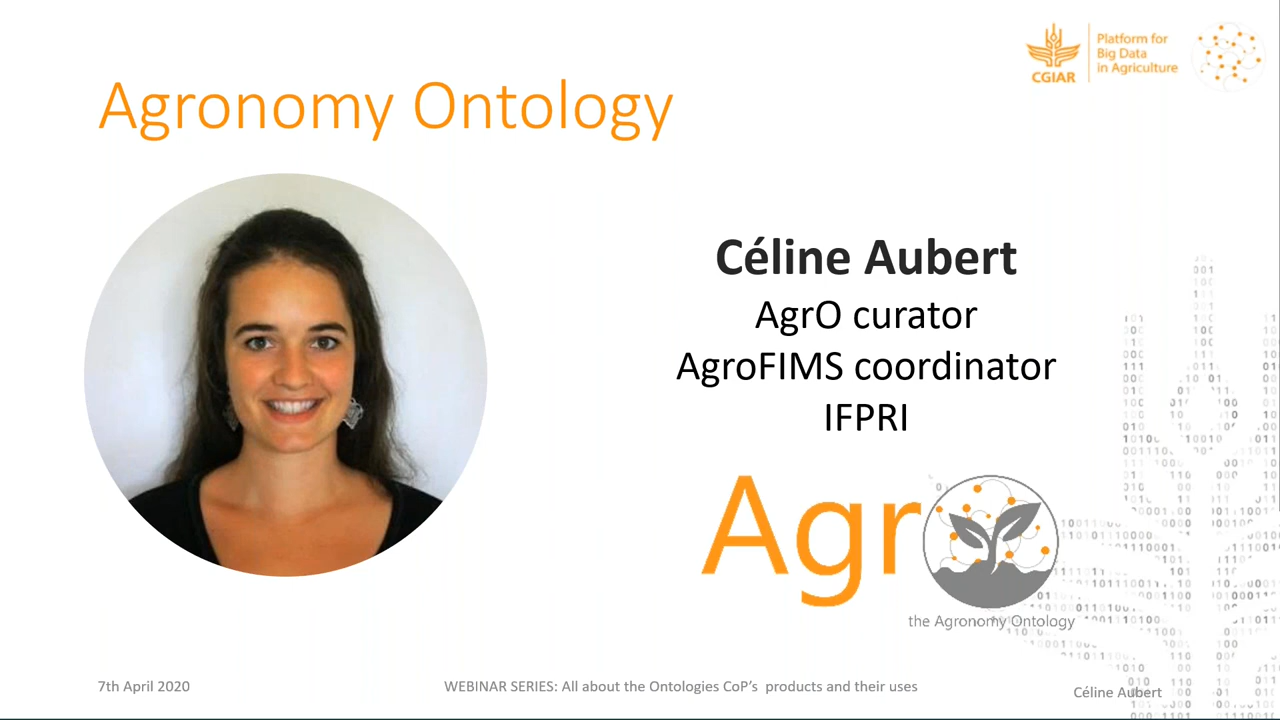 CGIAR
Platform for
Big Data
in Agriculture
Agronomy Ontology
Céline Aubert
AgrO curator
AgroFIMS coordinator
IFPRI
Agr
the Agronomy Ontology
7th April 2020
WEBINAR SERIES: All about the Ontologies CoP's products and their uses
Céline Aubert